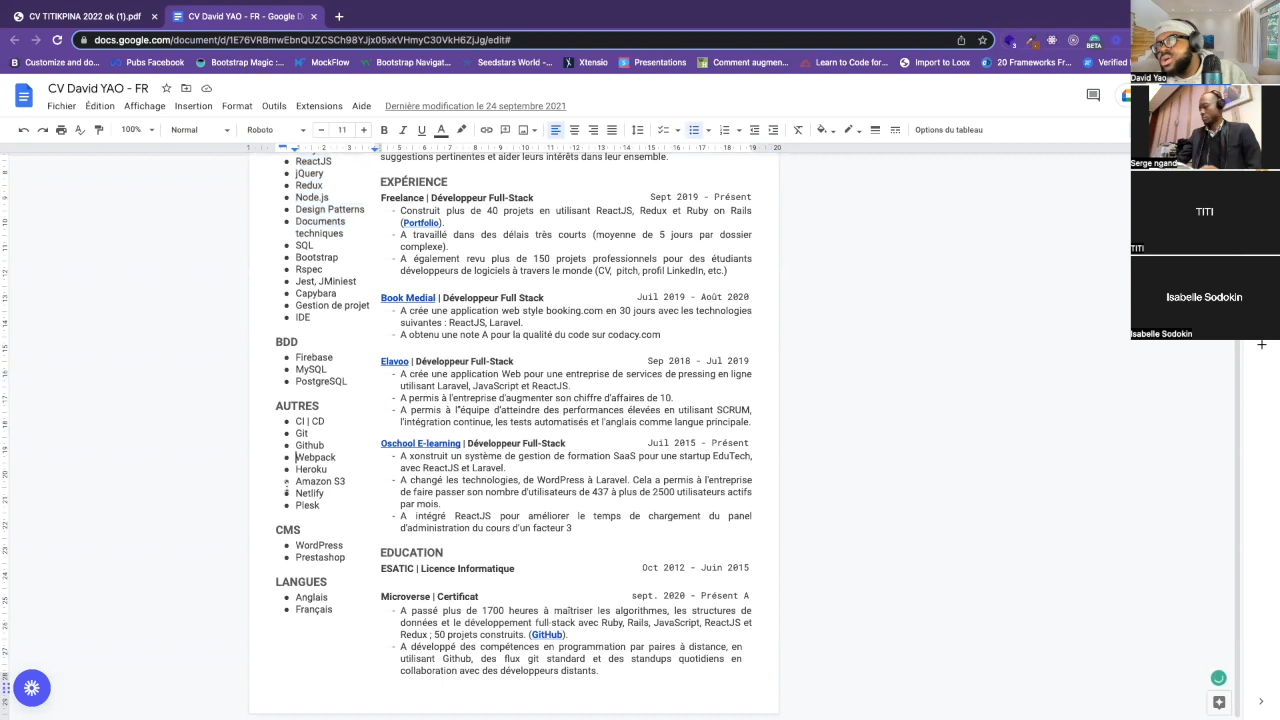 CV TITIKPINA 2022 ok (1).pdf
CV David YAO - FR - Google D
docs.google.com/document/d/1E76VRBmwEbnQUZCSCh98YJjx05xkVHmyC30VkH6ZjJg/edit#
Customize and do...
Pubs Facebook
Bootstrap Magic :...
MockFlow
Bootstrap Navigat...
Seedstars World –...
Xtensio
Presentations
Comment augmen...
Learn to Code for...
Import to Loox
20 Frameworks Fr...
Verified
BETA
CV David YAO - FR
Fichier Édition Affichage Insertion Format Outils Extensions Aide
Dernière modification le 24 septembre 2021
100% Normal Roboto 11 Options du tableau
David Yao
Serge ngand
TITI
TITI
Isabelle Sodokin
Isabelle Sodokin
ReactJS
jQuery
Redux
Node.js
Design Patterns
Documents
techniques
SQL
Bootstrap
Rspec
Jest, JMiniest
Capybara
Gestion de projet
IDE
BDD
Firebase
MySQL
PostgreSQL
AUTRES
CI | CD
Git
Github
Webpack
Heroku
Amazon S3
Netlify
Plesk
CMS
WordPress
Prestashop
LANGUES
Anglais
Français
suggestions pertinentes et aider leurs intérêts dans leur ensemble.
EXPÉRIENCE
Freelance | Développeur Full-Stack Sept 2019 - Présent
- Construit plus de 40 projets en utilisant ReactJS, Redux et Ruby on Rails
(Portfolio).
- A travaillé dans des délais très courts (moyenne de 5 jours par dossier
complexe).
- A également revu plus de 150 projets professionnels pour des étudiants
développeurs de logiciels à travers le monde (CV, pitch, profil LinkedIn, etc.)
Book Medial | Développeur Full Stack Juil 2019 - Août 2020
- A crée une application web style booking.com en 30 jours avec les technologies
suivantes : ReactJS, Laravel.
- A obtenu une note A pour la qualité du code sur codacy.com
Elavoo | Développeur Full-Stack Sep 2018 - Jul 2019
- A crée une application Web pour une entreprise de services de pressing en ligne
utilisant Laravel, JavaScript et ReactJS.
- A permis à l'entreprise d'augmenter son chiffre d'affaires de 10.
- A permis à l''équipe d'atteindre des performances élevées en utilisant SCRUM,
l'intégration continue, les tests automatisés et l'anglais comme langue principale.
Oschool E-learning | Développeur Full-Stack Juil 2015 - Présent
- A xonstruit un système de gestion de formation SaaS pour une startup EduTech,
avec ReactJS et Laravel.
- A changé les technologies, de WordPress à Laravel. Cela a permis à l'entreprise
de faire passer son nombre d'utilisateurs de 437 à plus de 2500 utilisateurs actifs
par mois.
- A intégré ReactJS pour améliorer le temps de chargement du panel
d'administration du cours d'un facteur 3
EDUCATION
ESATIC | Licence Informatique Oct 2012 - Juin 2015
Microverse | Certificat sept. 2020 - Présent A
- A passé plus de 1700 heures à maîtriser les algorithmes, les structures de
données et le développement full-stack avec Ruby, Rails, JavaScript, ReactJS et
Redux ; 50 projets construits. (GitHub).
- A développé des compétences en programmation par paires à distance, en
utilisant Github, des flux git standard et des standups quotidiens en
collaboration avec des développeurs distants.